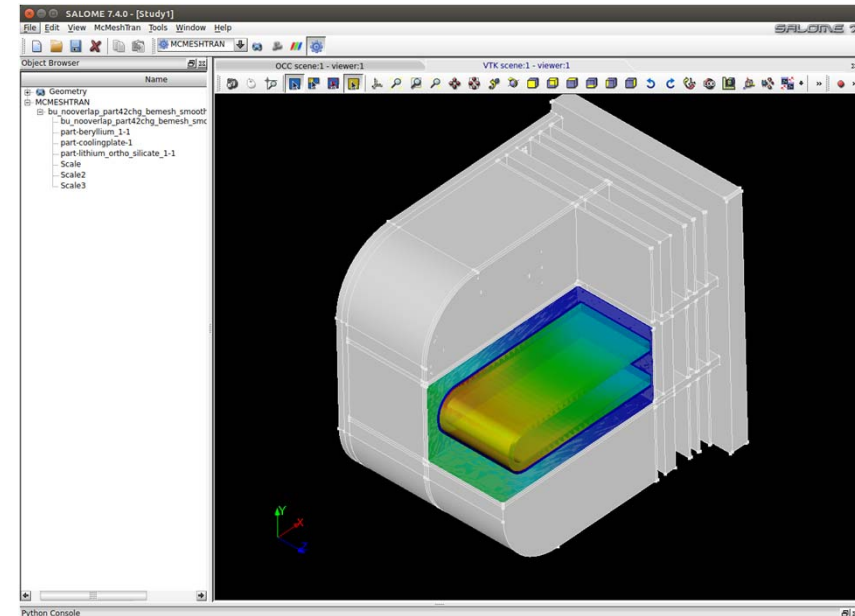 SALOME 7.4.0 - [Study1]
File Edit View McMeshTran Tools Window Help
SALOME 7
MCMESHTRAN
Object Browser
OCC scene:1 - viewer:1 VTK scene:1 - viewer:1
Name
Geometry
MCMESHTRAN
bu_nooverlap_part42chg_bemesh_smooth
bu_nooverlap_part42chg_bemesh_smo
part-beryllium_1-1
part-coolingplate-1
part-lithium_ortho_silicate_1-1
Scale
Scale2
Scale3
Y
X
Z
Python Console